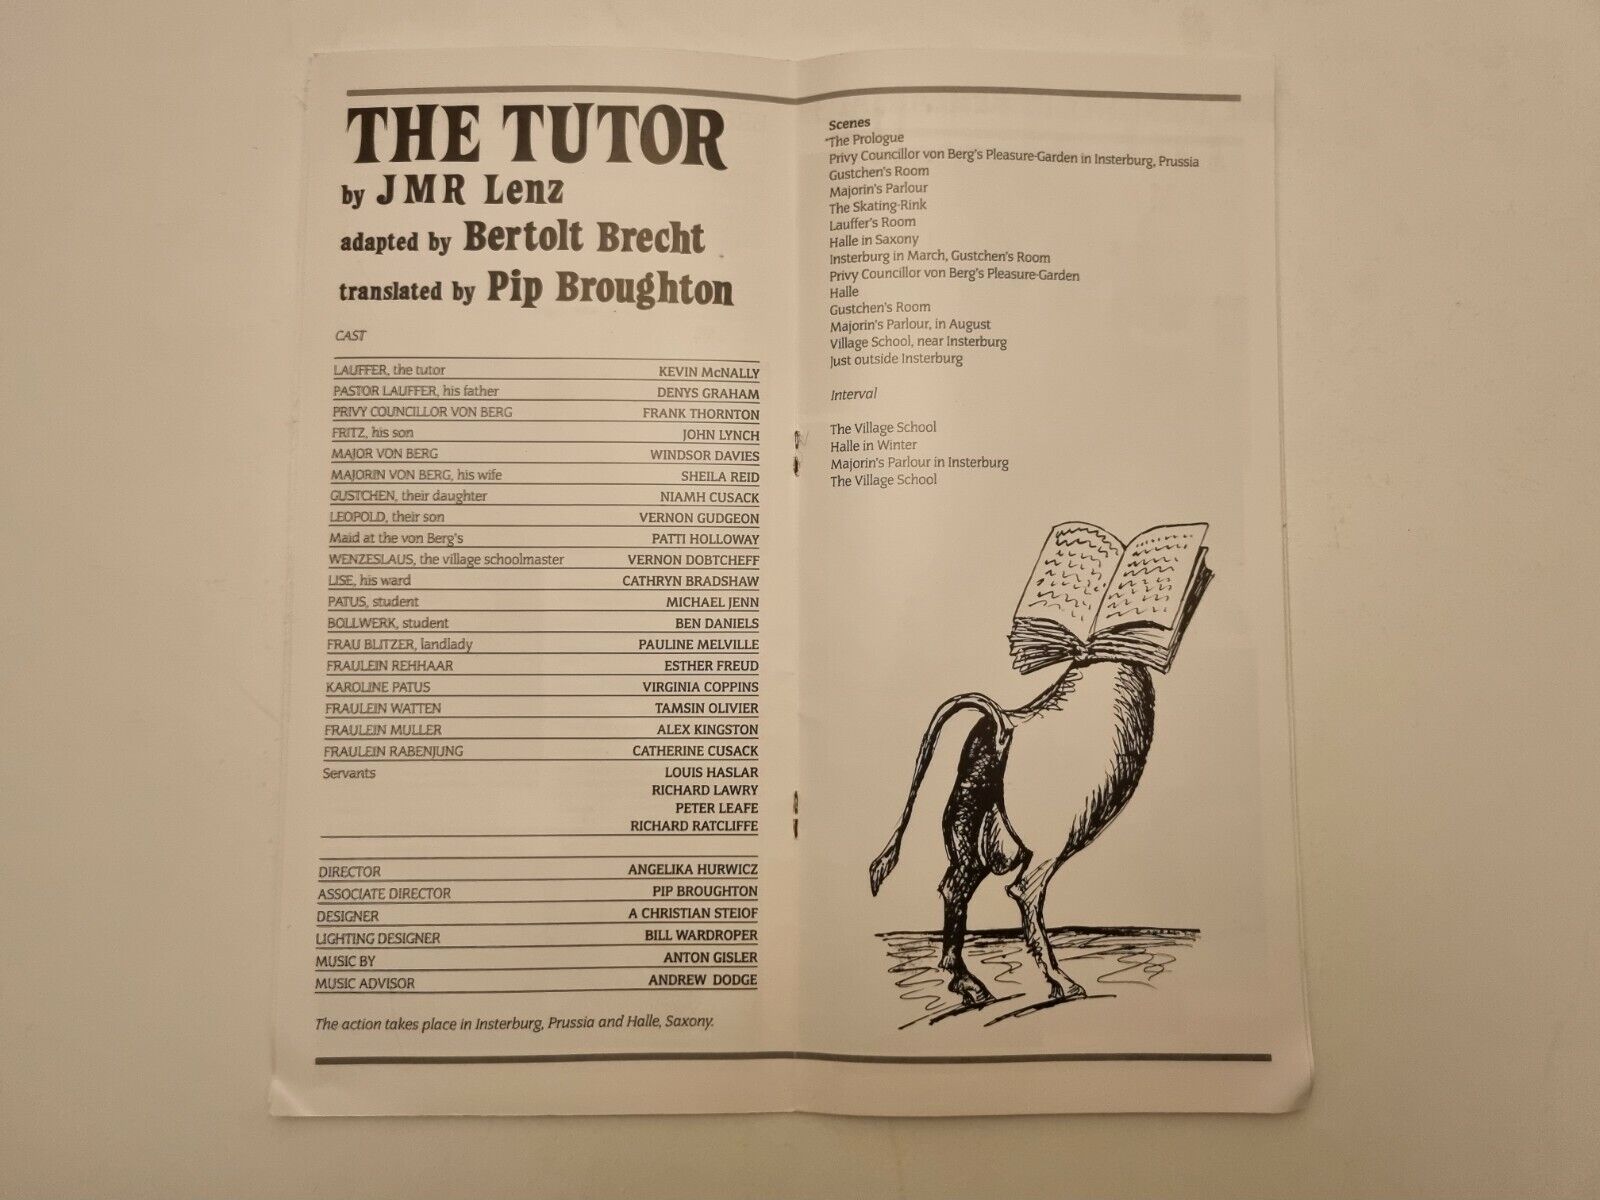 THE TUTOR
by JMR Lenz
adapted by Bertolt Brecht
translated by Pip Broughton
CAST
LAUFFER, the tutor KEVIN McNALLY
PASTOR LAUFFER, his father DENYS GRAHAM
PRIVY COUNCILLOR VON BERG FRANK THORNTON
FRITZ, his son JOHN LYNCH
MAJOR VON BERG WINDSOR DAVIES
MAJORIN VON BERG, his wife SHEILA REID
GUSTCHEN, their daughter NIAMH CUSACK
LEOPOLD, their son VERNON GUDGEON
Maid at the von Berg's PATTI HOLLOWAY
WENZESLAUS, the village schoolmaster VERNON DOBTCHEFF
LISE, his ward CATHRYN BRADSHAW
PATUS, student MICHAEL JENN
BOLLWERK, student BEN DANIELS
FRAU BLITZER, landlady PAULINE MELVILLE
FRAULEIN REHHAAR ESTHER FREUD
KAROLINE PATUS VIRGINIA COPPINS
FRAULEIN WATTEN TAMSIN OLIVIER
FRAULEIN MULLER ALEX KINGSTON
FRAULEIN RABENJUNG CATHERINE CUSACK
Servants LOUIS HASLAR
RICHARD LAWRY
PETER LEAFE
RICHARD RATCLIFFE
DIRECTOR ANGELIKA HURWICZ
ASSOCIATE DIRECTOR PIP BROUGHTON
DESIGNER A CHRISTIAN STEIOF
LIGHTING DESIGNER BILL WARDROPER
MUSIC BY ANTON GISLER
MUSIC ADVISOR ANDREW DODGE
The action takes place in Insterburg, Prussia and Halle, Saxony.
Scenes
The Prologue
Privy Councillor von Berg's Pleasure-Garden in Insterburg, Prussia
Gustchen's Room
Majorin's Parlour
The Skating-Rink
Lauffer's Room
Halle in Saxony
Insterburg in March, Gustchen's Room
Privy Councillor von Berg's Pleasure-Garden
Halle
Gustchen's Room
Majorin's Parlour, in August
Village School, near Insterburg
Just outside Insterburg
Interval
The Village School
Halle in Winter
Majorin's Parlour in Insterburg
The Village School